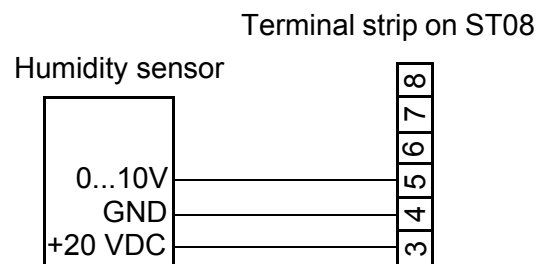 Terminal strip on ST08
Humidity sensor
8
7
6
0...10V
5
GND
4
+20 VDC
3